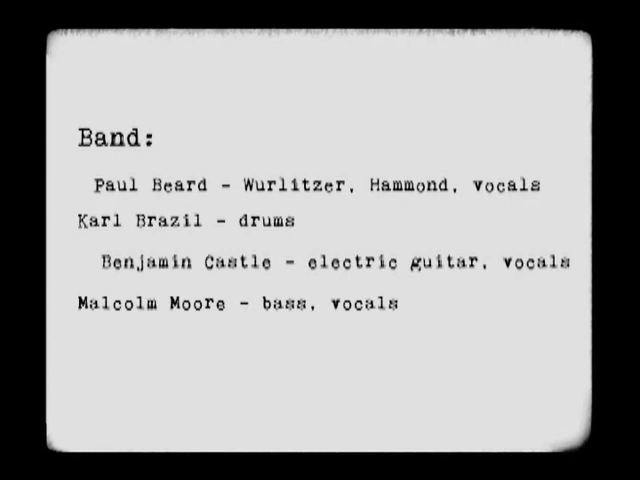 Band:
Paul Beard - Wurlitzer, Hammond, vocals
Karl Brazil - drums
Benjamin Castle - electric guitar, vocals
Malcolm Moore - bass, vocals